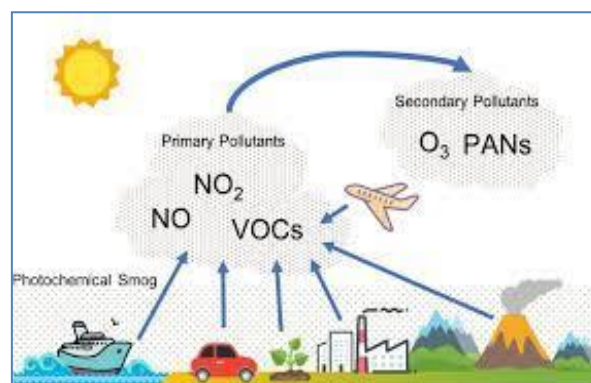 Secondary Pollutants
O₃ PANs
Primary Pollutants
NO₂
NO VOCs
Photochemical Smog